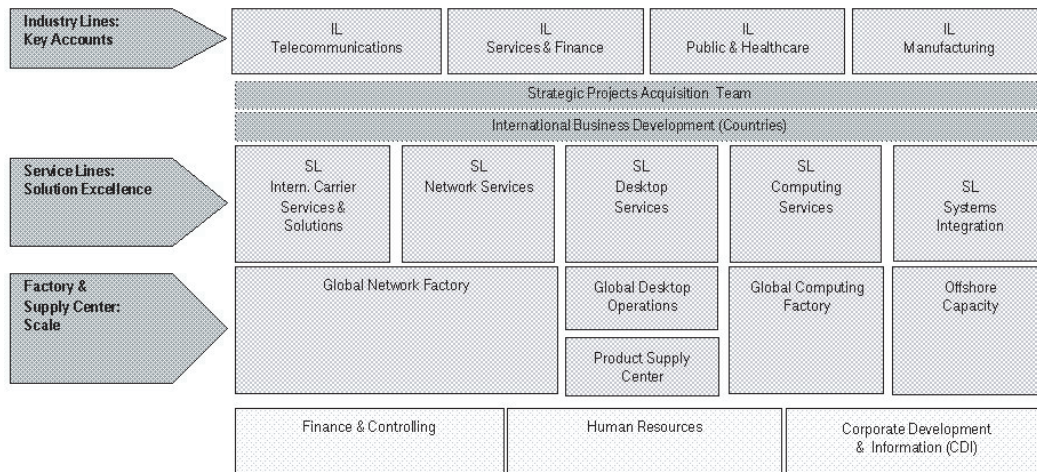 Industry Lines:
Key Accounts
IL
Telecommunications
IL
Services & Finance
IL
Public & Healthcare
IL
Manufacturing
Strategic Projects Acquisition Team
International Business Development (Countries)
Service Lines:
Solution Excellence
SL
Intern. Carrier
Services &
Solutions
SL
Network Services
SL
Desktop
Services
SL
Computing
Services
SL
Systems
Integration
Factory &
Supply Center:
Scale
Global Network Factory
Global Desktop
Operations
Product Supply
Center
Global Computing
Factory
Offshore
Capacity
Finance & Controlling
Human Resources
Corporate Development
& Information (CDI)